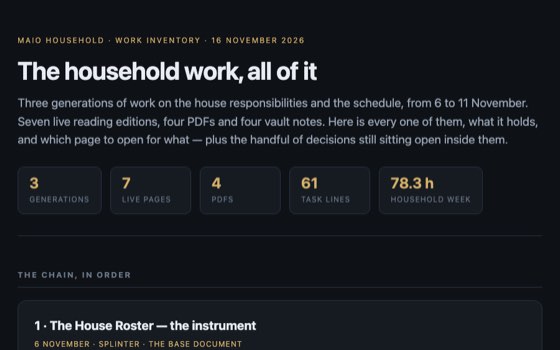 MAIO HOUSEHOLD · WORK INVENTORY · 16 NOVEMBER 2026
The household work, all of it
Three generations of work on the house responsibilities and the schedule, from 6 to 11 November.
Seven live reading editions, four PDFs and four vault notes. Here is every one of them, what it holds,
and which page to open for what — plus the handful of decisions still sitting open inside them.
3
GENERATIONS
7
LIVE PAGES
4
PDFS
61
TASK LINES
78.3 h
HOUSEHOLD WEEK
THE CHAIN, IN ORDER
1 · The House Roster — the instrument
6 NOVEMBER · SPLINTER · THE BASE DOCUMENT